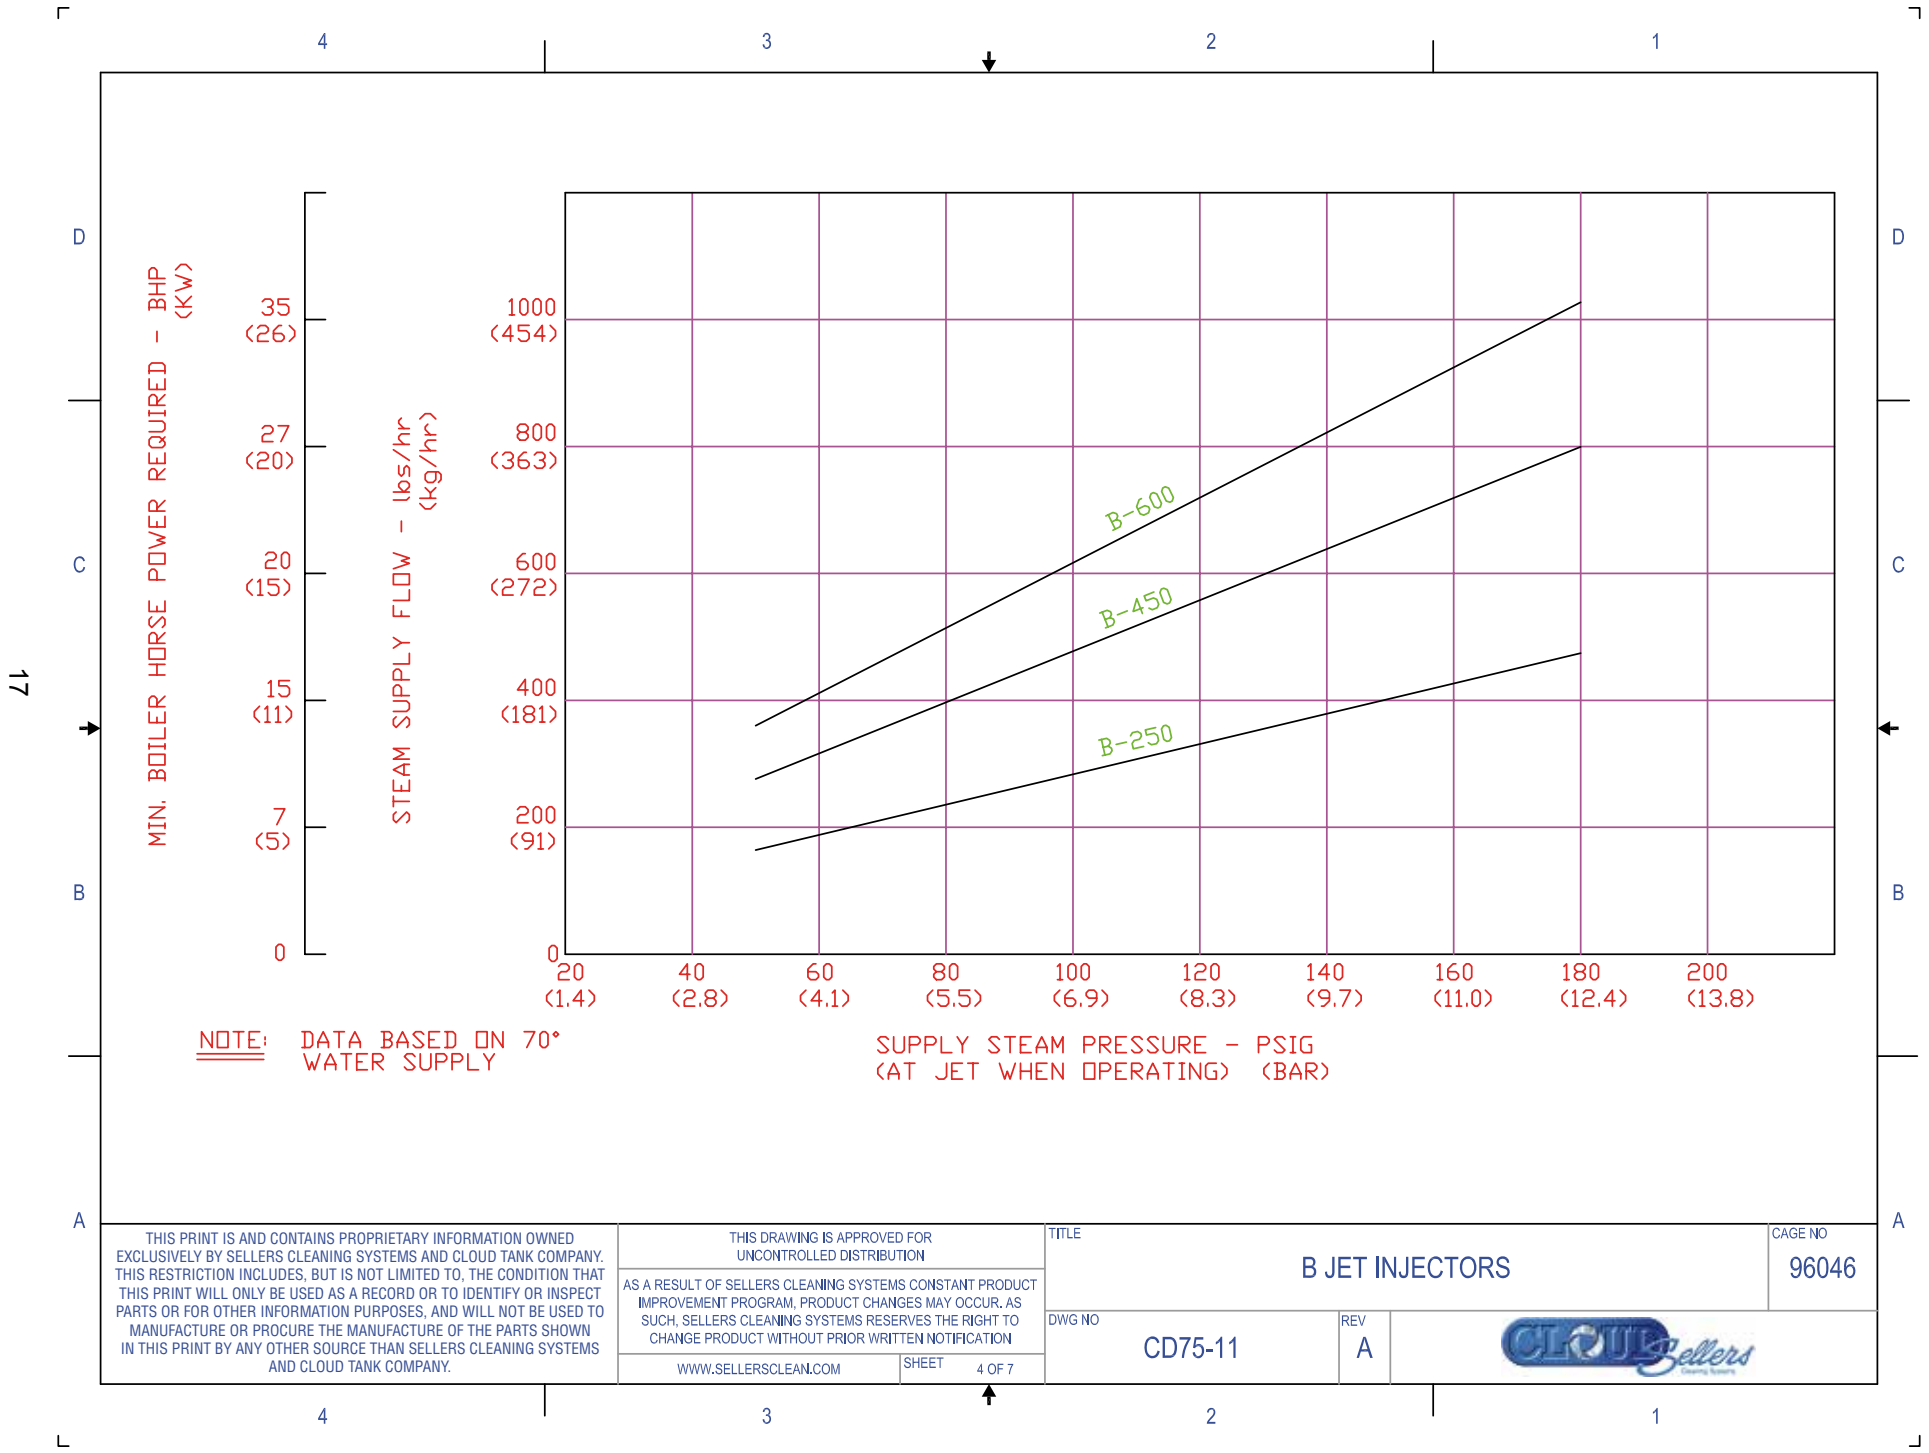 4 3 2 1
D D
C C
B B
A A
17
MIN. BOILER HORSE POWER REQUIRED - BHP
(KW)
35
(26)
27
(20)
20
(15)
15
(11)
7
(5)
0
STEAM SUPPLY FLOW - lbs/hr
(kg/hr)
1000
(454)
800
(363)
600
(272)
400
(181)
200
(91)
0
B-600
B-450
B-250
20 40 60 80 100 120 140 160 180 200
(1.4) (2.8) (4.1) (5.5) (6.9) (8.3) (9.7) (11.0) (12.4) (13.8)
NOTE: DATA BASED ON 70°
WATER SUPPLY
SUPPLY STEAM PRESSURE - PSIG
(AT JET WHEN OPERATING) (BAR)
THIS PRINT IS AND CONTAINS PROPRIETARY INFORMATION OWNED
EXCLUSIVELY BY SELLERS CLEANING SYSTEMS AND CLOUD TANK COMPANY.
THIS RESTRICTION INCLUDES, BUT IS NOT LIMITED TO, THE CONDITION THAT
THIS PRINT WILL ONLY BE USED AS A RECORD OR TO IDENTIFY OR INSPECT
PARTS OR FOR OTHER INFORMATION PURPOSES, AND WILL NOT BE USED TO
MANUFACTURE OR PROCURE THE MANUFACTURE OF THE PARTS SHOWN
IN THIS PRINT BY ANY OTHER SOURCE THAN SELLERS CLEANING SYSTEMS
AND CLOUD TANK COMPANY.
THIS DRAWING IS APPROVED FOR
UNCONTROLLED DISTRIBUTION
AS A RESULT OF SELLERS CLEANING SYSTEMS CONSTANT PRODUCT
IMPROVEMENT PROGRAM, PRODUCT CHANGES MAY OCCUR. AS
SUCH, SELLERS CLEANING SYSTEMS RESERVES THE RIGHT TO
CHANGE PRODUCT WITHOUT PRIOR WRITTEN NOTIFICATION
WWW.SELLERSCLEAN.COM
SHEET 4 OF 7
TITLE
B JET INJECTORS
CAGE NO
96046
DWG NO
CD75-11
REV
A
CLOUD
Sellers
Cleaning Systems
4 3 2 1